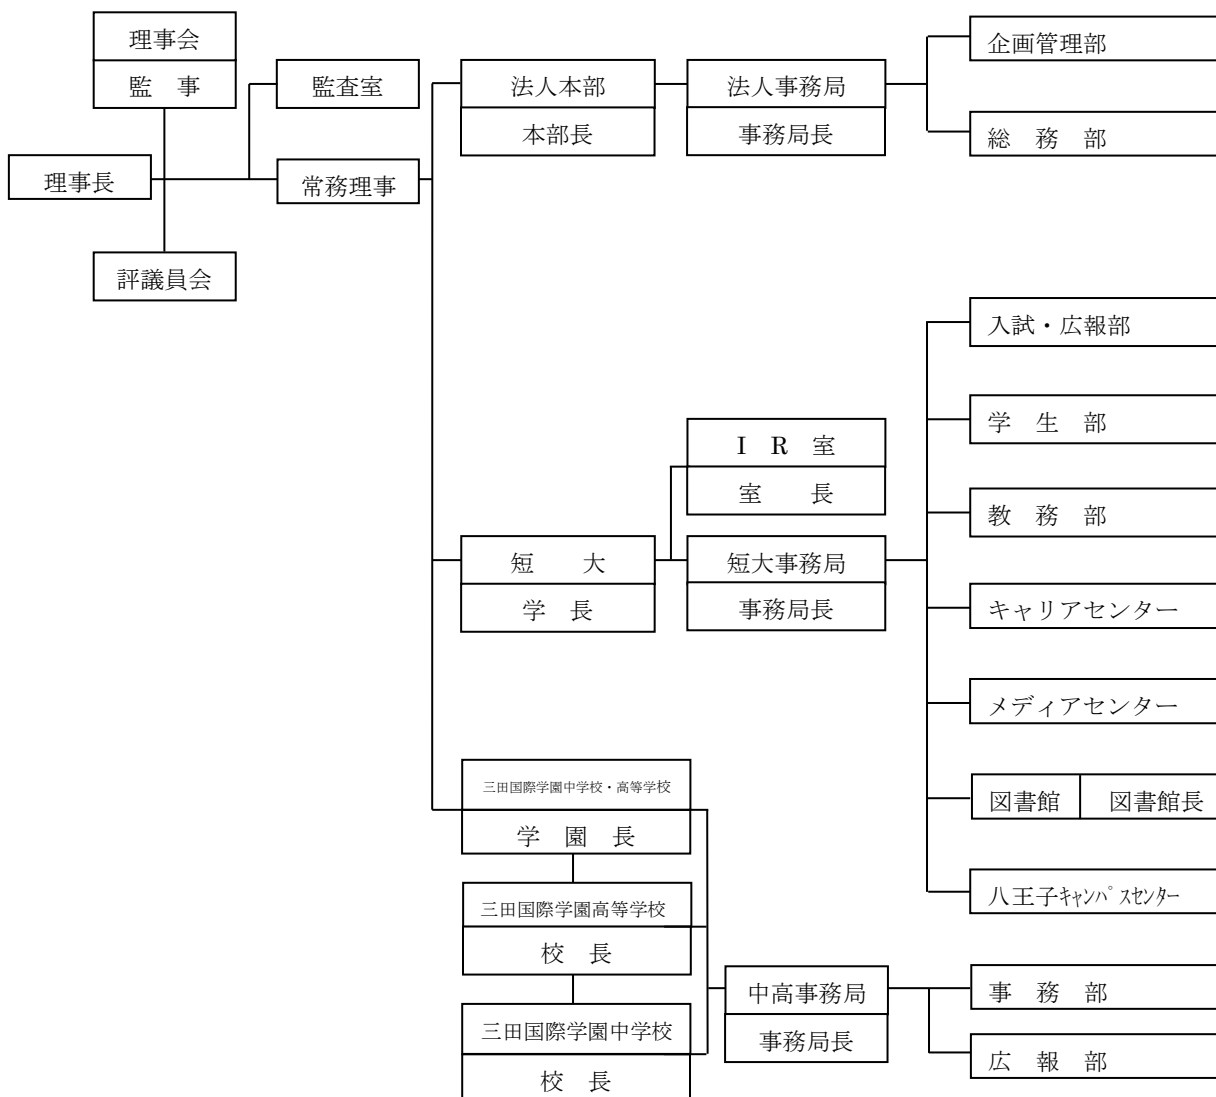 理事会
監　事
理事長
評議員会
監査室
常務理事
法人本部
本部長
法人事務局
事務局長
企画管理部
総　務　部
短　　大
学　長
I　R　室
室　　長
短大事務局
事務局長
入試・広報部
学　生　部
教　務　部
キャリアセンター
メディアセンター
図書館　図書館長
八王子ｷｬﾝﾊﾟｽｾﾝﾀｰ
三田国際学園中学校・高等学校
学　園　長
三田国際学園高等学校
校　長
三田国際学園中学校
校　長
中高事務局
事務局長
事　務　部
広　報　部